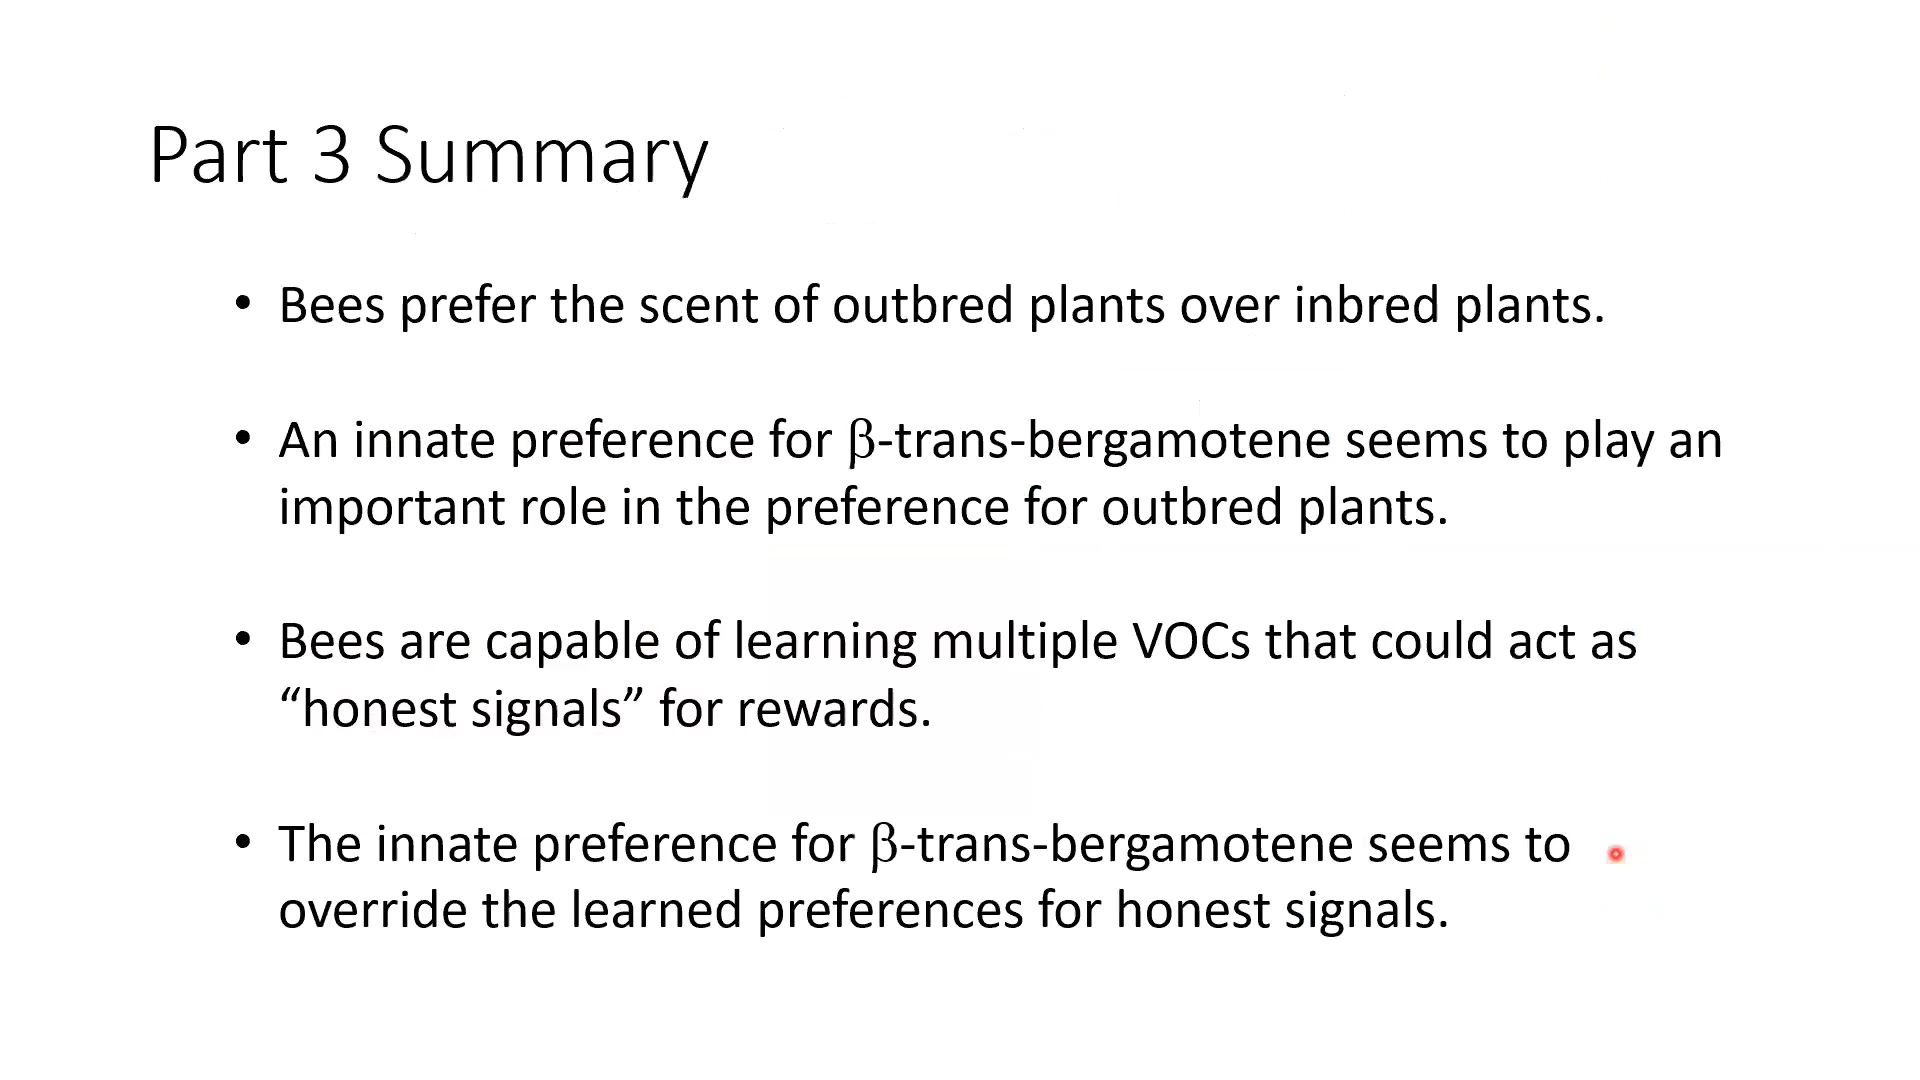 Part 3 Summary
• Bees prefer the scent of outbred plants over inbred plants.
• An innate preference for β-trans-bergamotene seems to play an
important role in the preference for outbred plants.
• Bees are capable of learning multiple VOCs that could act as
“honest signals” for rewards.
• The innate preference for β-trans-bergamotene seems to
override the learned preferences for honest signals.